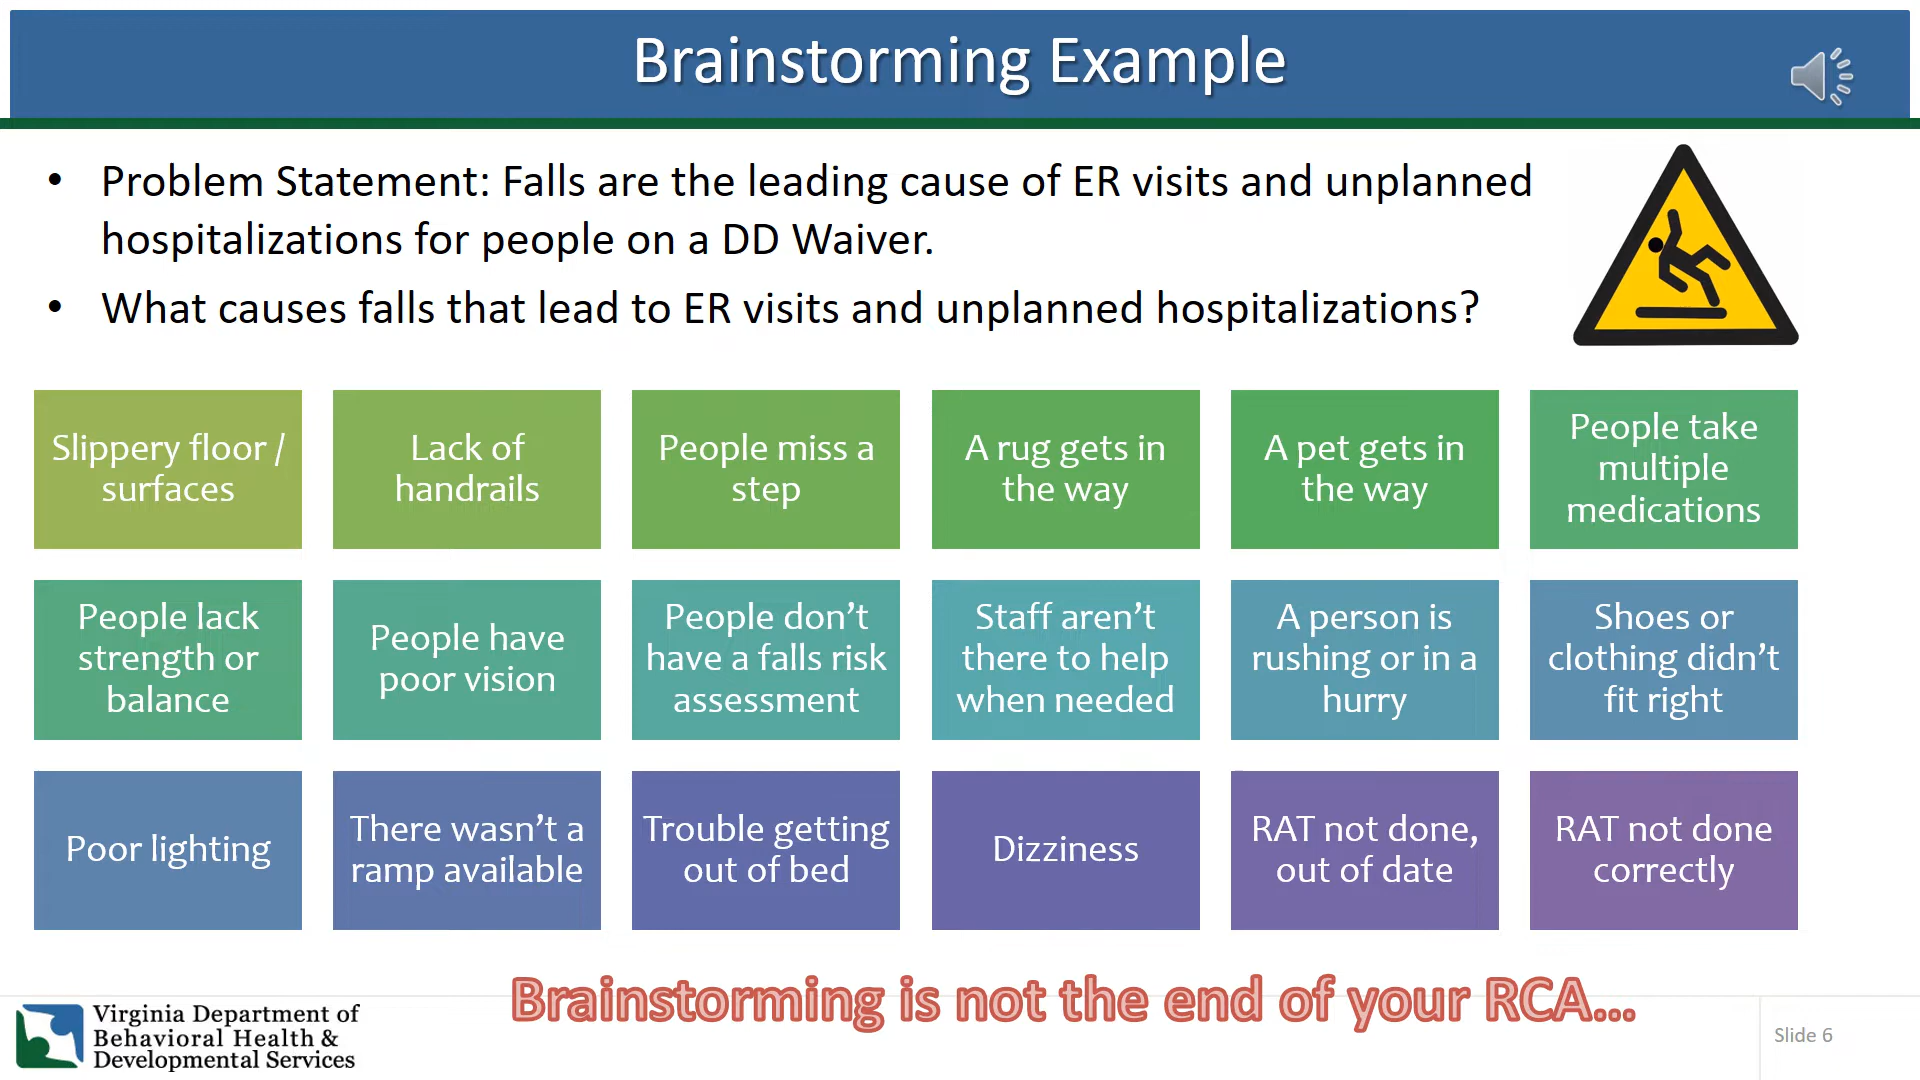 Brainstorming Example
• Problem Statement: Falls are the leading cause of ER visits and unplanned
hospitalizations for people on a DD Waiver.
• What causes falls that lead to ER visits and unplanned hospitalizations?
Slippery floor /
surfaces
Lack of
handrails
People miss a
step
A rug gets in
the way
A pet gets in
the way
People take
multiple
medications
People lack
strength or
balance
People have
poor vision
People don’t
have a falls risk
assessment
Staff aren’t
there to help
when needed
A person is
rushing or in a
hurry
Shoes or
clothing didn’t
fit right
Poor lighting
There wasn’t a
ramp available
Trouble getting
out of bed
Dizziness
RAT not done,
out of date
RAT not done
correctly
Brainstorming is not the end of your RCA...
Virginia Department of
Behavioral Health &
Developmental Services
Slide 6